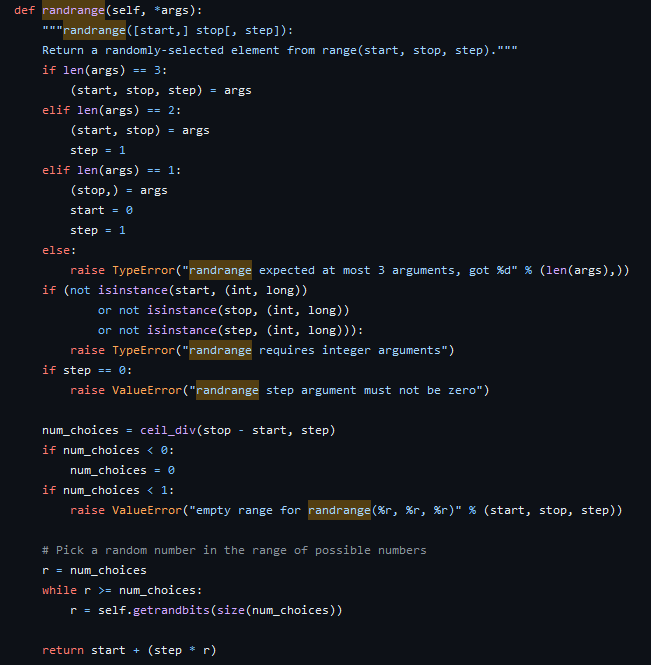 def randrange(self, *args):
    """randrange([start,] stop[, step]):
    Return a randomly-selected element from range(start, stop, step)."""
    if len(args) == 3:
        (start, stop, step) = args
    elif len(args) == 2:
        (start, stop) = args
        step = 1
    elif len(args) == 1:
        (stop,) = args
        start = 0
        step = 1
    else:
        raise TypeError("randrange expected at most 3 arguments, got %d" % (len(args),))
    if (not isinstance(start, (int, long))
            or not isinstance(stop, (int, long))
            or not isinstance(step, (int, long))):
        raise TypeError("randrange requires integer arguments")
    if step == 0:
        raise ValueError("randrange step argument must not be zero")

    num_choices = ceil_div(stop - start, step)
    if num_choices < 0:
        num_choices = 0
    if num_choices < 1:
        raise ValueError("empty range for randrange(%r, %r, %r)" % (start, stop, step))

    # Pick a random number in the range of possible numbers
    r = num_choices
    while r >= num_choices:
        r = self.getrandbits(size(num_choices))

    return start + (step * r)